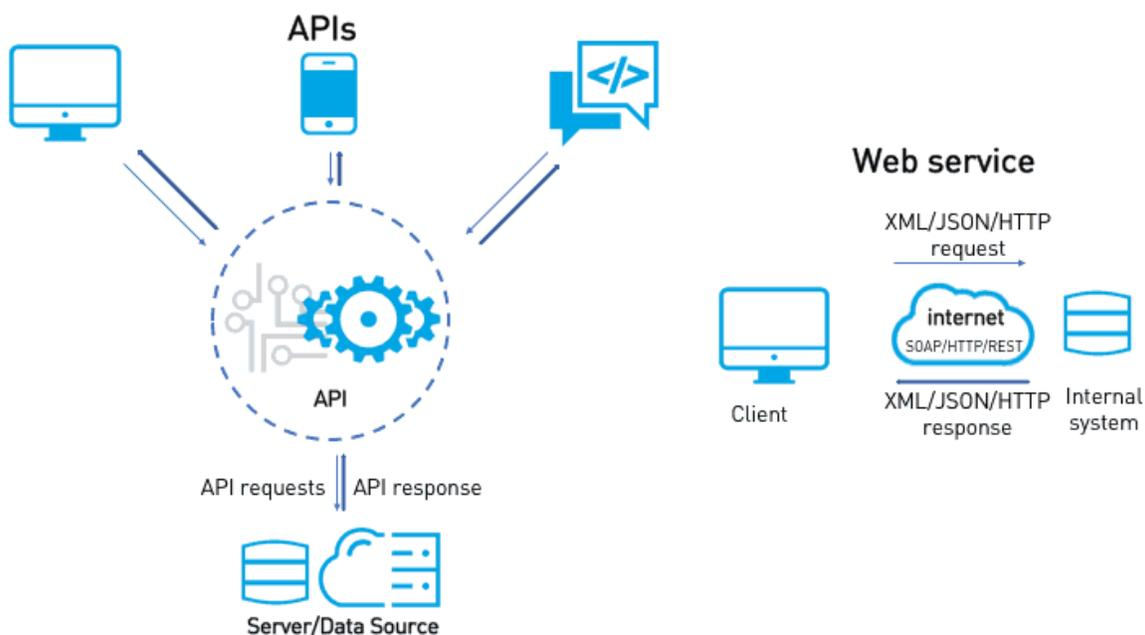 APIs
</>
API
API requests
API response
Server/Data Source
Web service
XML/JSON/HTTP
request
internet
SOAP/HTTP/REST
Client
XML/JSON/HTTP
response
Internal
system